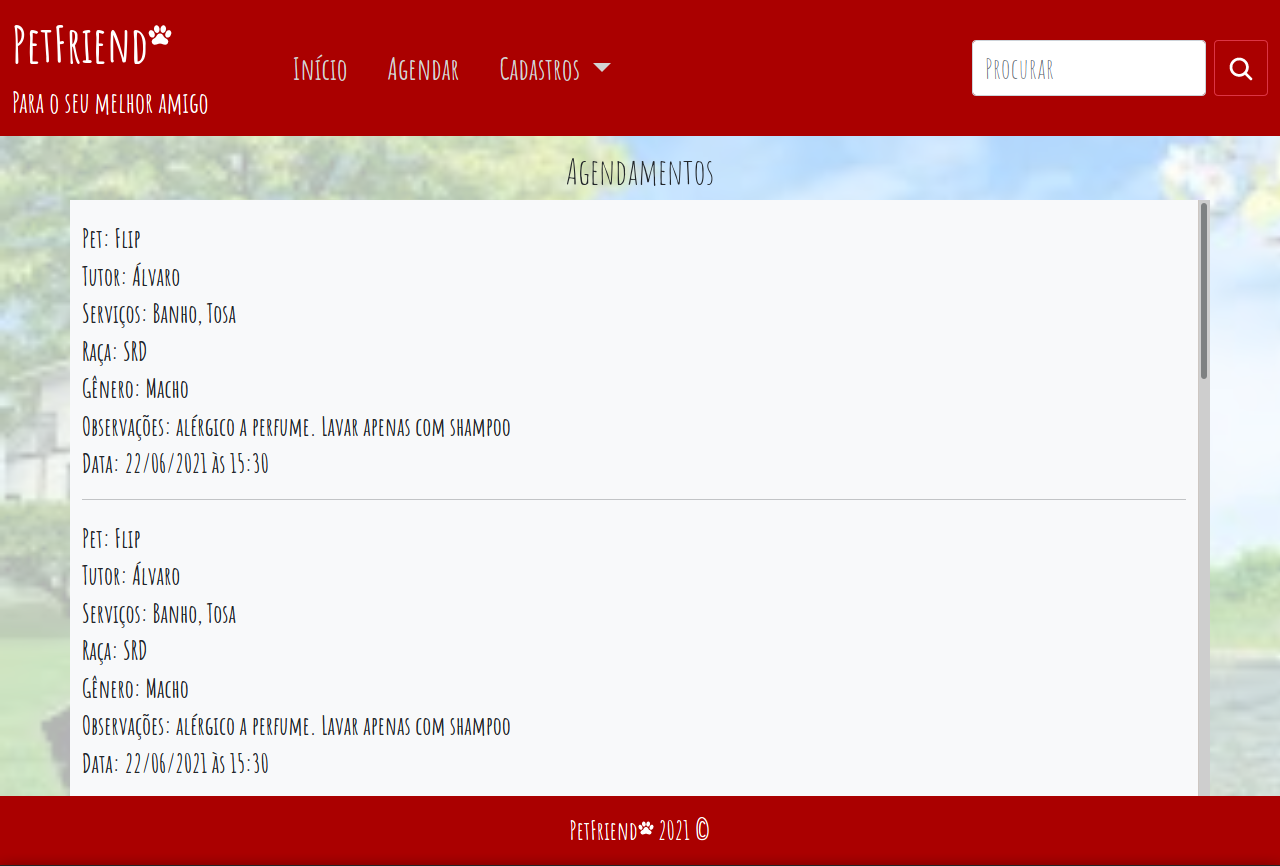 PetFriend
Para o seu melhor amigo
Início
Agendar
Cadastros
Procurar
Agendamentos
Pet: Flip
Tutor: Álvaro
Serviços: Banho, Tosa
Raça: SRD
Gênero: Macho
Observações: alérgico a perfume. Lavar apenas com shampoo
Data: 22/06/2021 às 15:30
Pet: Flip
Tutor: Álvaro
Serviços: Banho, Tosa
Raça: SRD
Gênero: Macho
Observações: alérgico a perfume. Lavar apenas com shampoo
Data: 22/06/2021 às 15:30
PetFriend 2021 ©